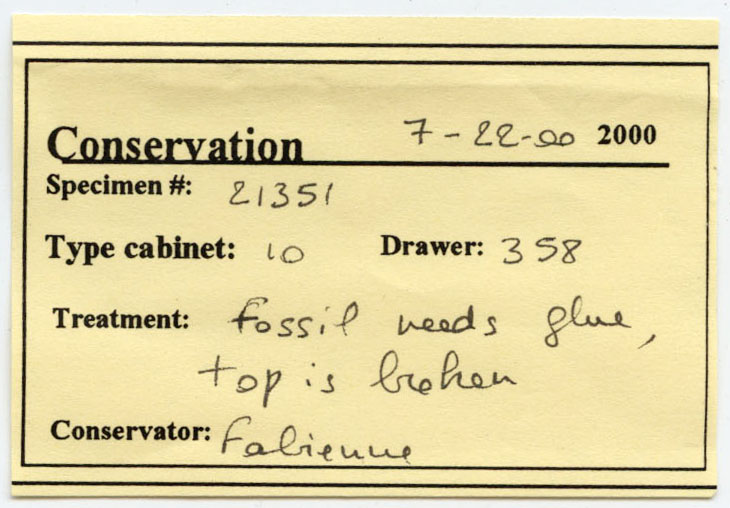 7-22-00 2000
Conservation
Specimen #: 21351
Type cabinet: 10 Drawer: 358
Treatment: fossil needs glue,
top is broken
Conservator: Fabienne